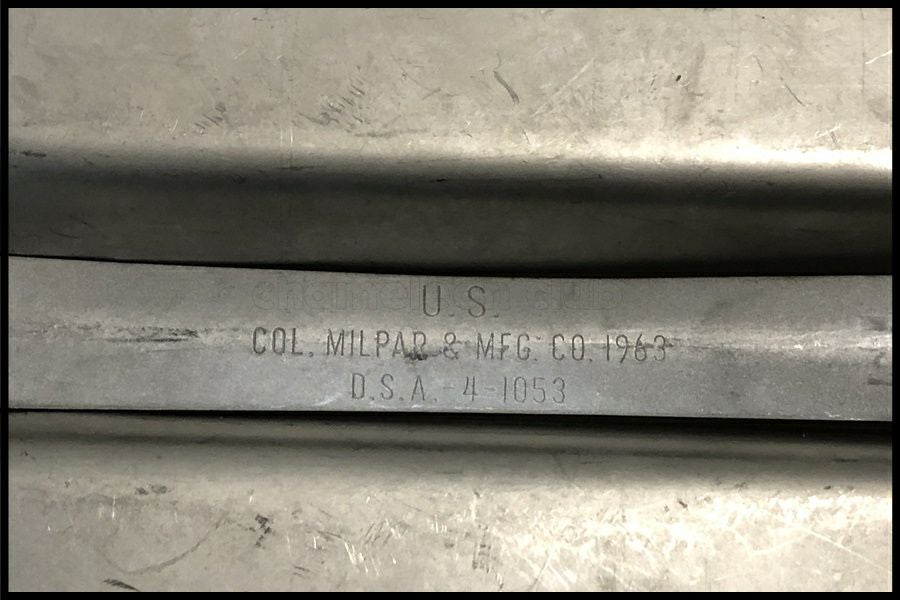 U.S.
COL. MILPAR & MFG. CO. 1963
D.S.A.-4-1053